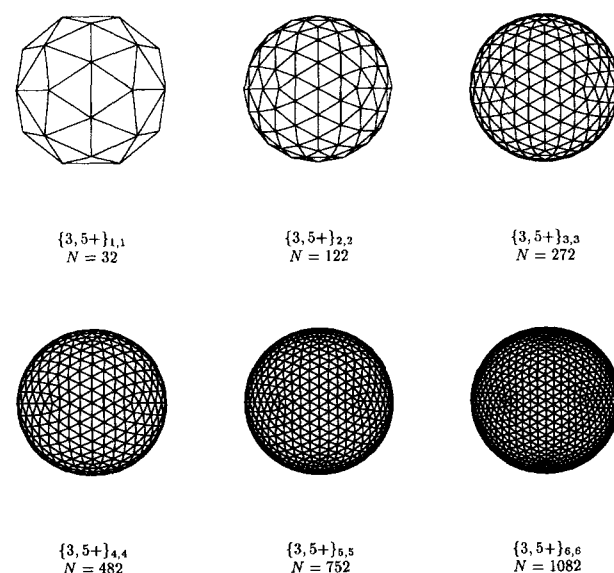 {3, 5+}₁,₁
N = 32
{3, 5+}₂,₂
N = 122
{3, 5+}₃,₃
N = 272
{3, 5+}₄,₄
N = 482
{3, 5+}₅,₅
N = 752
{3, 5+}₆,₆
N = 1082